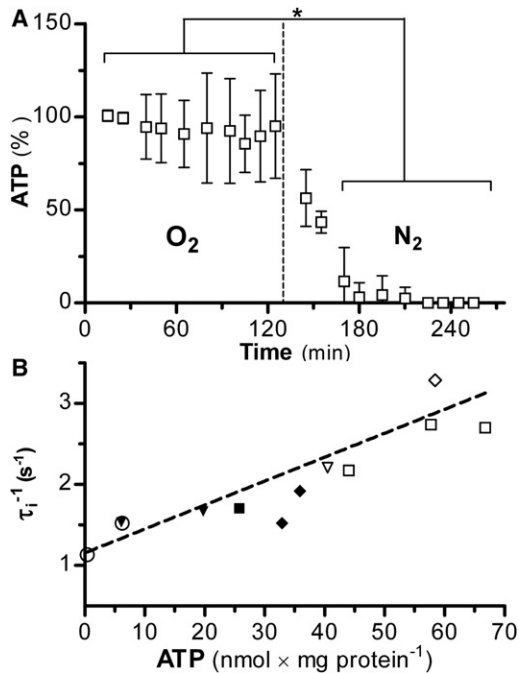 A
150
*
100
ATP (%)
50
O₂
N₂
0
0 60 120 180 240
Time (min)
B
3
τᵢ⁻¹ (s⁻¹)
2
1
0 10 20 30 40 50 60 70
ATP (nmol × mg protein⁻¹)